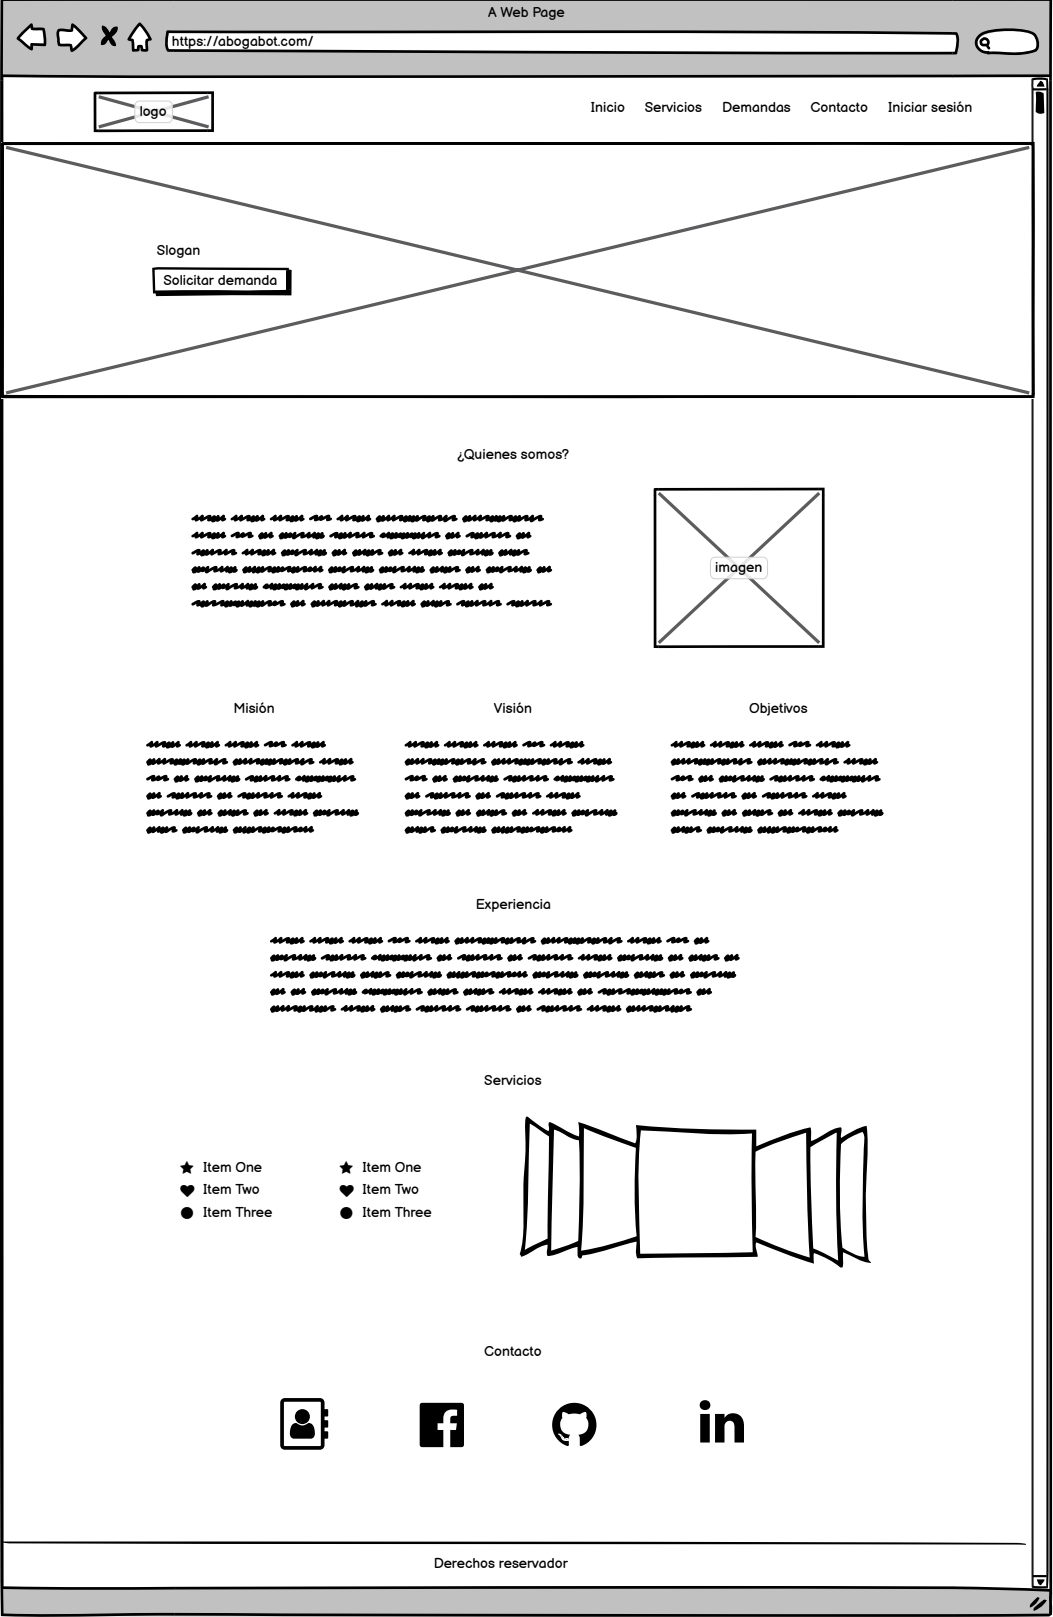 A Web Page
https://abogabot.com/
logo
Inicio Servicios Demandas Contacto Iniciar sesión
Slogan
Solicitar demanda
¿Quienes somos?
imagen
Misión Visión Objetivos
Experiencia
Servicios
Item One Item One
Item Two Item Two
Item Three Item Three
Contacto
Derechos reservador